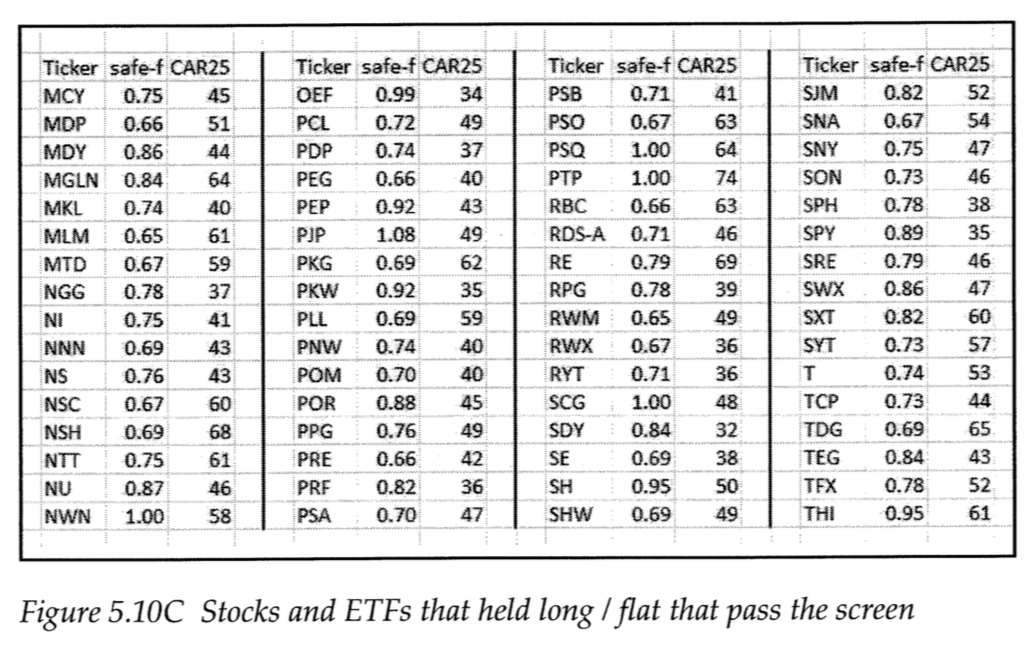 Ticker safe-f CAR25 Ticker safe-f CAR25 Ticker safe-f CAR25 Ticker safe-f CAR25
MCY 0.75 45 OEF 0.99 34 PSB 0.71 41 SJM 0.82 52
MDP 0.66 51 PCL 0.72 49 PSO 0.67 63 SNA 0.67 54
MDY 0.86 44 PDP 0.74 37 PSQ 1.00 64 SNY 0.75 47
MGLN 0.84 64 PEG 0.66 40 PTP 1.00 74 SON 0.73 46
MKL 0.74 40 PEP 0.92 43 RBC 0.66 63 SPH 0.78 38
MLM 0.65 61 PJP 1.08 49 RDS-A 0.71 46 SPY 0.89 35
MTD 0.67 59 PKG 0.69 62 RE 0.79 69 SRE 0.79 46
NGG 0.78 37 PKW 0.92 35 RPG 0.78 39 SWX 0.86 47
NI 0.75 41 PLL 0.69 59 RWM 0.65 49 SXT 0.82 60
NNN 0.69 43 PNW 0.74 40 RWX 0.67 36 SYT 0.73 57
NS 0.76 43 POM 0.70 40 RYT 0.71 36 T 0.74 53
NSC 0.67 60 POR 0.88 45 SCG 1.00 48 TCP 0.73 44
NSH 0.69 68 PPG 0.76 49 SDY 0.84 32 TDG 0.69 65
NTT 0.75 61 PRE 0.66 42 SE 0.69 38 TEG 0.84 43
NU 0.87 46 PRF 0.82 36 SH 0.95 50 TFX 0.78 52
NWN 1.00 58 PSA 0.70 47 SHW 0.69 49 THI 0.95 61
Figure 5.10C Stocks and ETFs that held long / flat that pass the screen